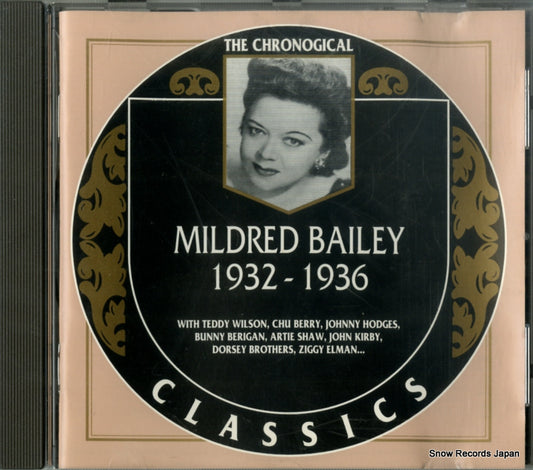 THE CHRONOGICAL
MILDRED BAILEY
1932 - 1936
WITH TEDDY WILSON, CHU BERRY, JOHNNY HODGES,
BUNNY BERIGAN, ARTIE SHAW, JOHN KIRBY,
DORSEY BROTHERS, ZIGGY ELMAN...
CLASSICS
Snow Records Japan